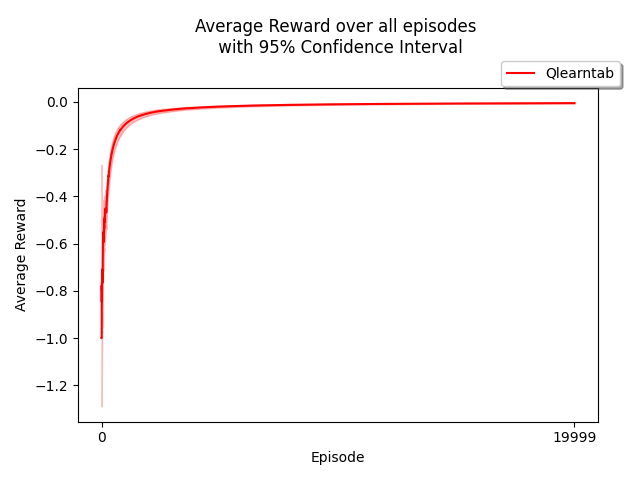 Average Reward over all episodes
with 95% Confidence Interval
Qlearntab
0.0
−0.2
−0.4
−0.6
−0.8
−1.0
−1.2
Average Reward
0
19999
Episode